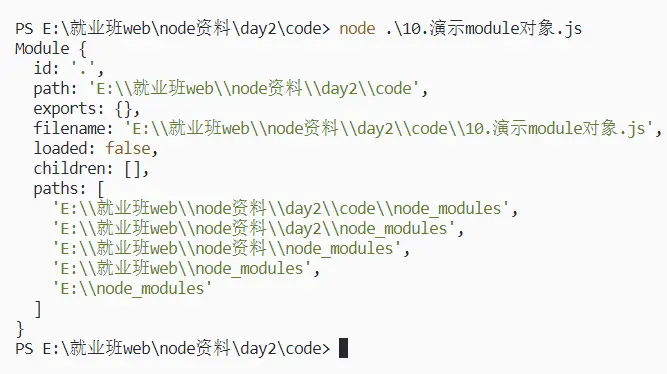 PS E:\就业班web\node资料\day2\code> node .\10.演示module对象.js
Module {
  id: '.',
  path: 'E:\\就业班web\\node资料\\day2\\code',
  exports: {},
  filename: 'E:\\就业班web\\node资料\\day2\\code\\10.演示module对象.js',
  loaded: false,
  children: [],
  paths: [
    'E:\\就业班web\\node资料\\day2\\code\\node_modules',
    'E:\\就业班web\\node资料\\day2\\node_modules',
    'E:\\就业班web\\node资料\\node_modules',
    'E:\\就业班web\\node_modules',
    'E:\\node_modules'
  ]
}
PS E:\就业班web\node资料\day2\code>